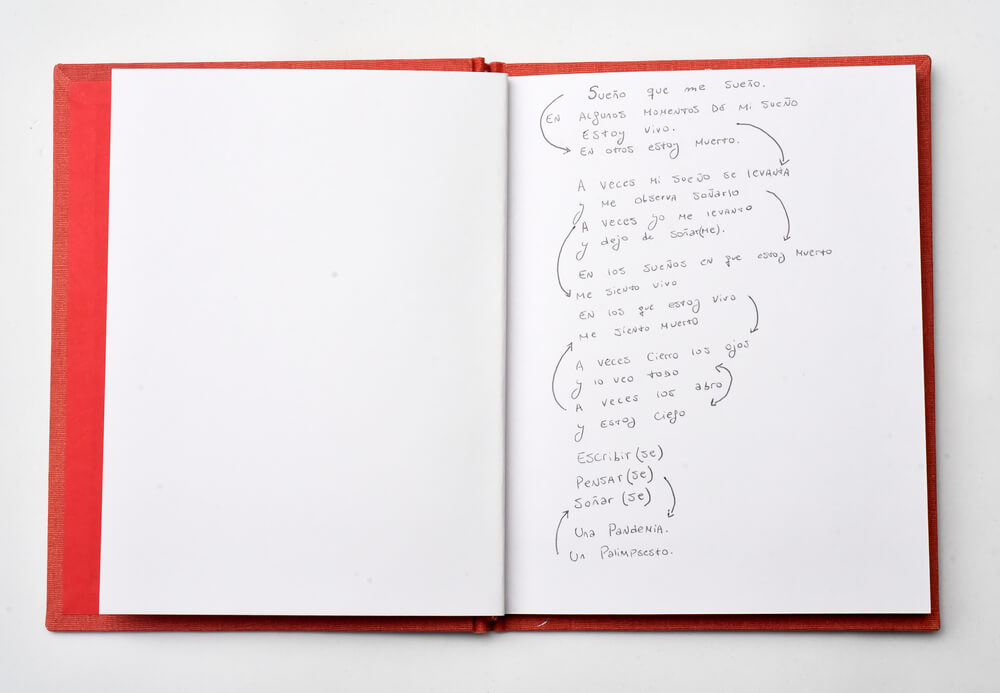 Sueño que me sueño.
En algunos momentos de mi sueño
estoy vivo.
En otros estoy muerto.
A veces mi sueño se levanta
y me observa soñarlo
A veces yo me levanto
y dejo de soñar(me).
En los sueños en que estoy muerto
me siento vivo
En los que estoy vivo
me siento muerto
A veces cierro los ojos
y lo veo todo
A veces los abro
y estoy ciego
Escribir(se)
Pensar(se)
Soñar(se)
Una Pandemia.
Un Palimpsesto.